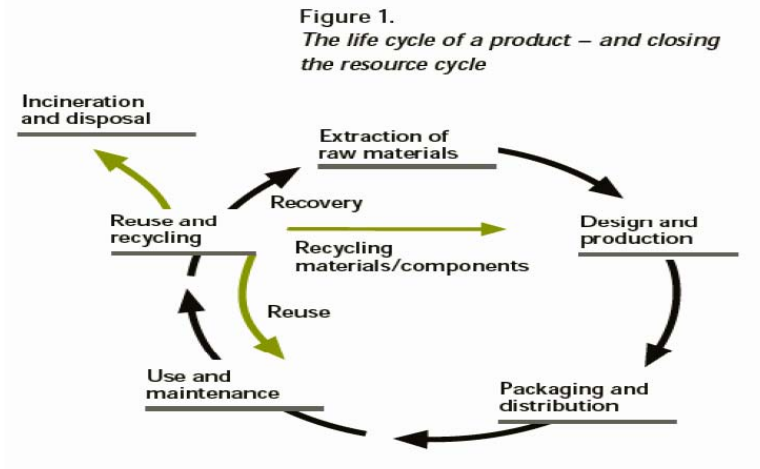 Figure 1.
The life cycle of a product – and closing
the resource cycle
Incineration
and disposal
Extraction of
raw materials
Recovery
Reuse and
recycling
Design and
production
Recycling
materials/components
Reuse
Use and
maintenance
Packaging and
distribution